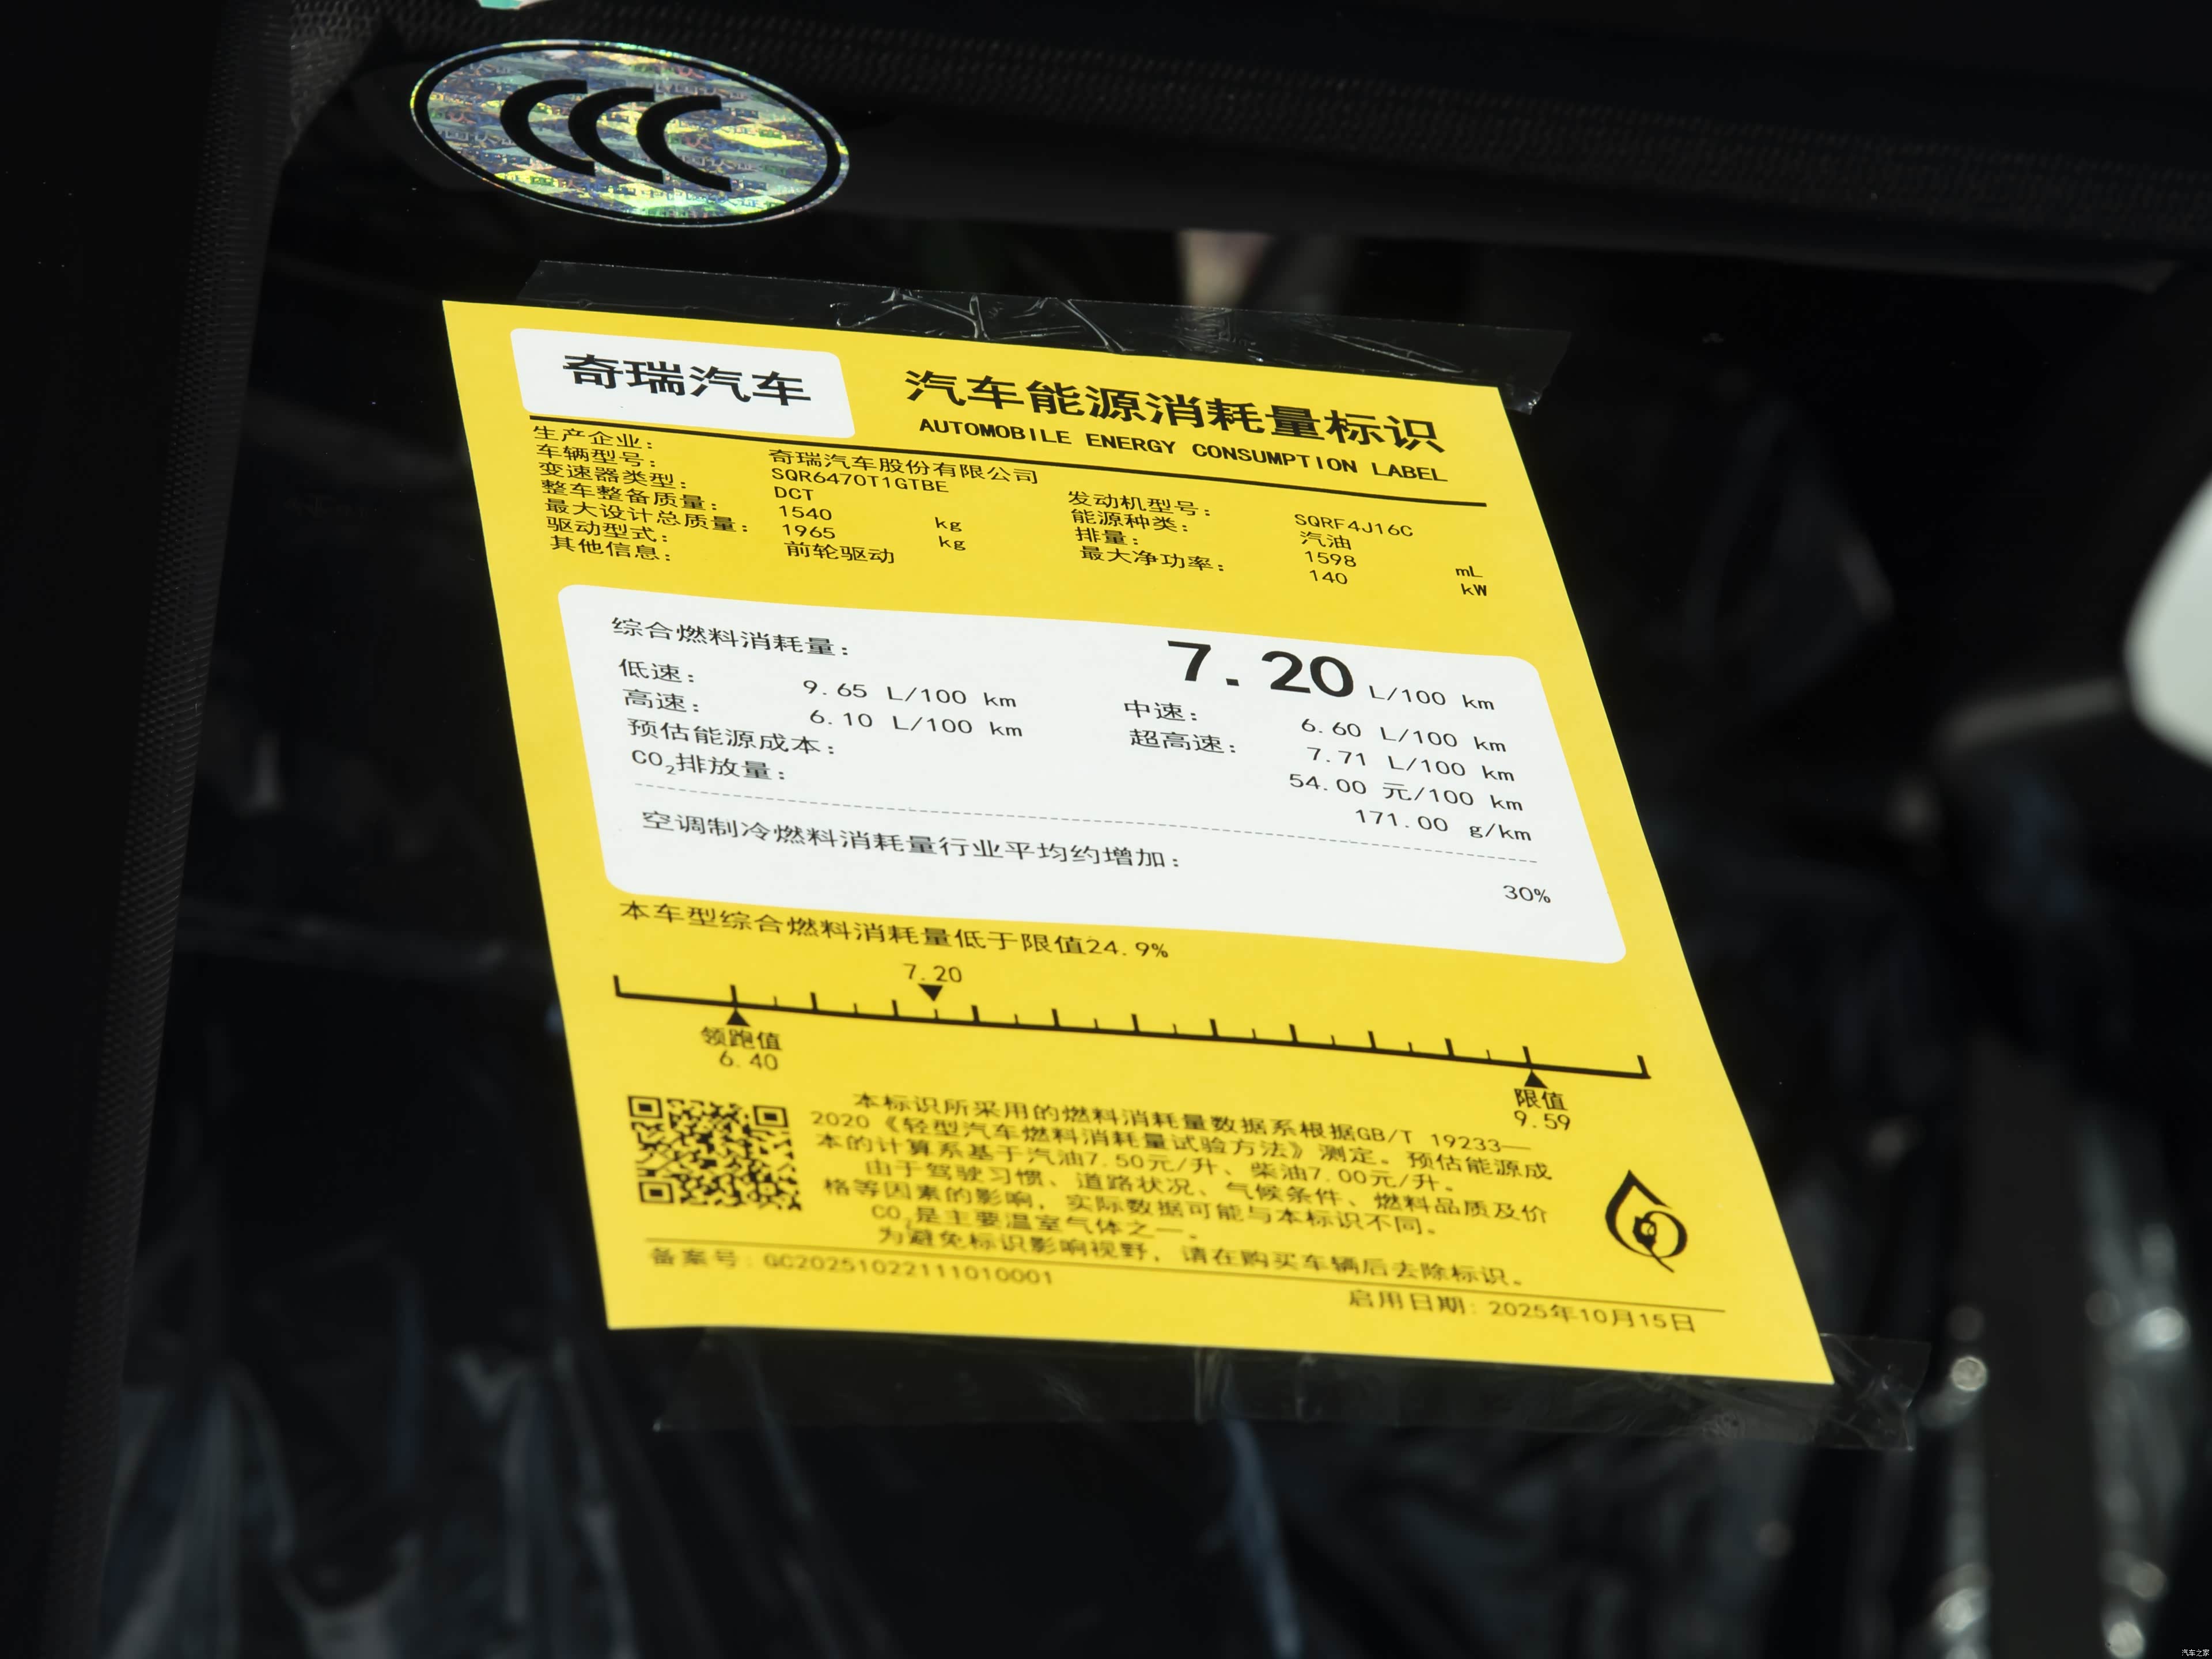 CCC
奇瑞汽车
汽车能源消耗量标识
AUTOMOBILE ENERGY CONSUMPTION LABEL
生产企业: 奇瑞汽车股份有限公司
车辆型号: SQR6470T1GTBE 发动机型号: SQRF4J16C
变速器类型: DCT 能源种类: 汽油
整车整备质量: 1540 kg 排量: 1598 mL
最大设计总质量: 1965 kg 最大净功率: 140 kW
驱动型式: 前轮驱动
其他信息:
综合燃料消耗量: 7.20 L/100 km
低速: 9.65 L/100 km 中速: 6.60 L/100 km
高速: 6.10 L/100 km 超高速: 7.71 L/100 km
预估能源成本: 54.00 元/100 km
CO₂排放量: 171.00 g/km
空调制冷燃料消耗量行业平均约增加: 30%
本车型综合燃料消耗量低于限值24.9%
7.20
领跑值
6.40
限值
9.59
本标识所采用的燃料消耗量数据系根据GB/T 19233—
2020《轻型汽车燃料消耗量试验方法》测定。预估能源成
本的计算系基于汽油7.50元/升、柴油7.00元/升。
由于驾驶习惯、道路状况、气候条件、燃料品质及价
格等因素的影响，实际数据可能与本标识不同。
CO₂是主要温室气体之一。
为避免标识影响视野，请在购买车辆后去除标识。
备案号: GC20251022111010001
启用日期: 2025年10月15日
汽车之家